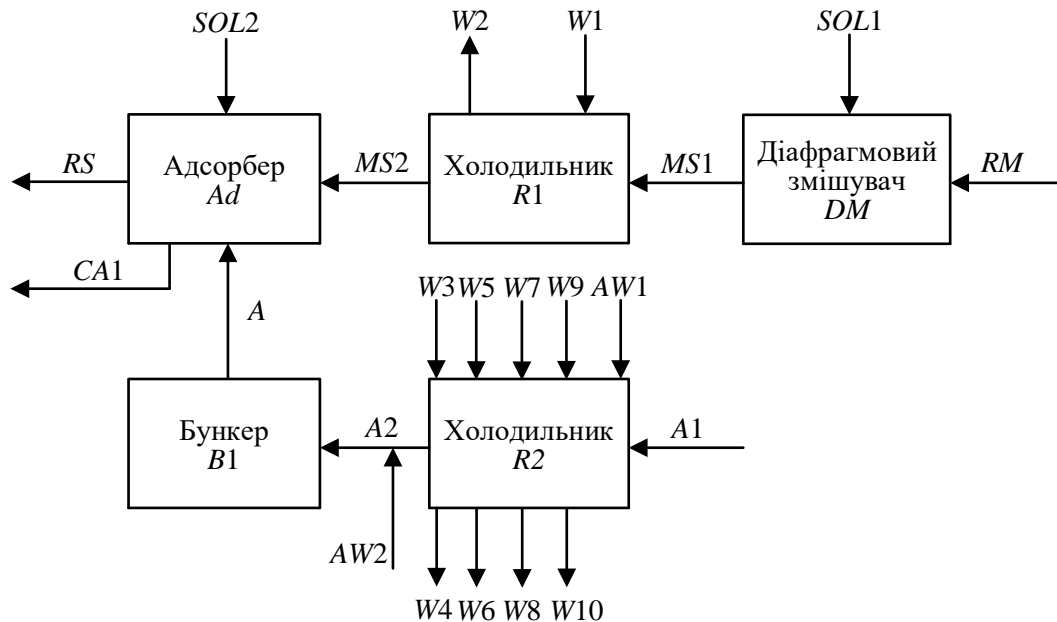 SOL2
W2
W1
SOL1
Адсорбер
Ad
Холодильник
R1
Діафрагмовий
змішувач
DM
RS
MS2
MS1
RM
CA1
A
W3 W5 W7 W9 AW1
Бункер
B1
A2
Холодильник
R2
A1
AW2
W4 W6 W8 W10